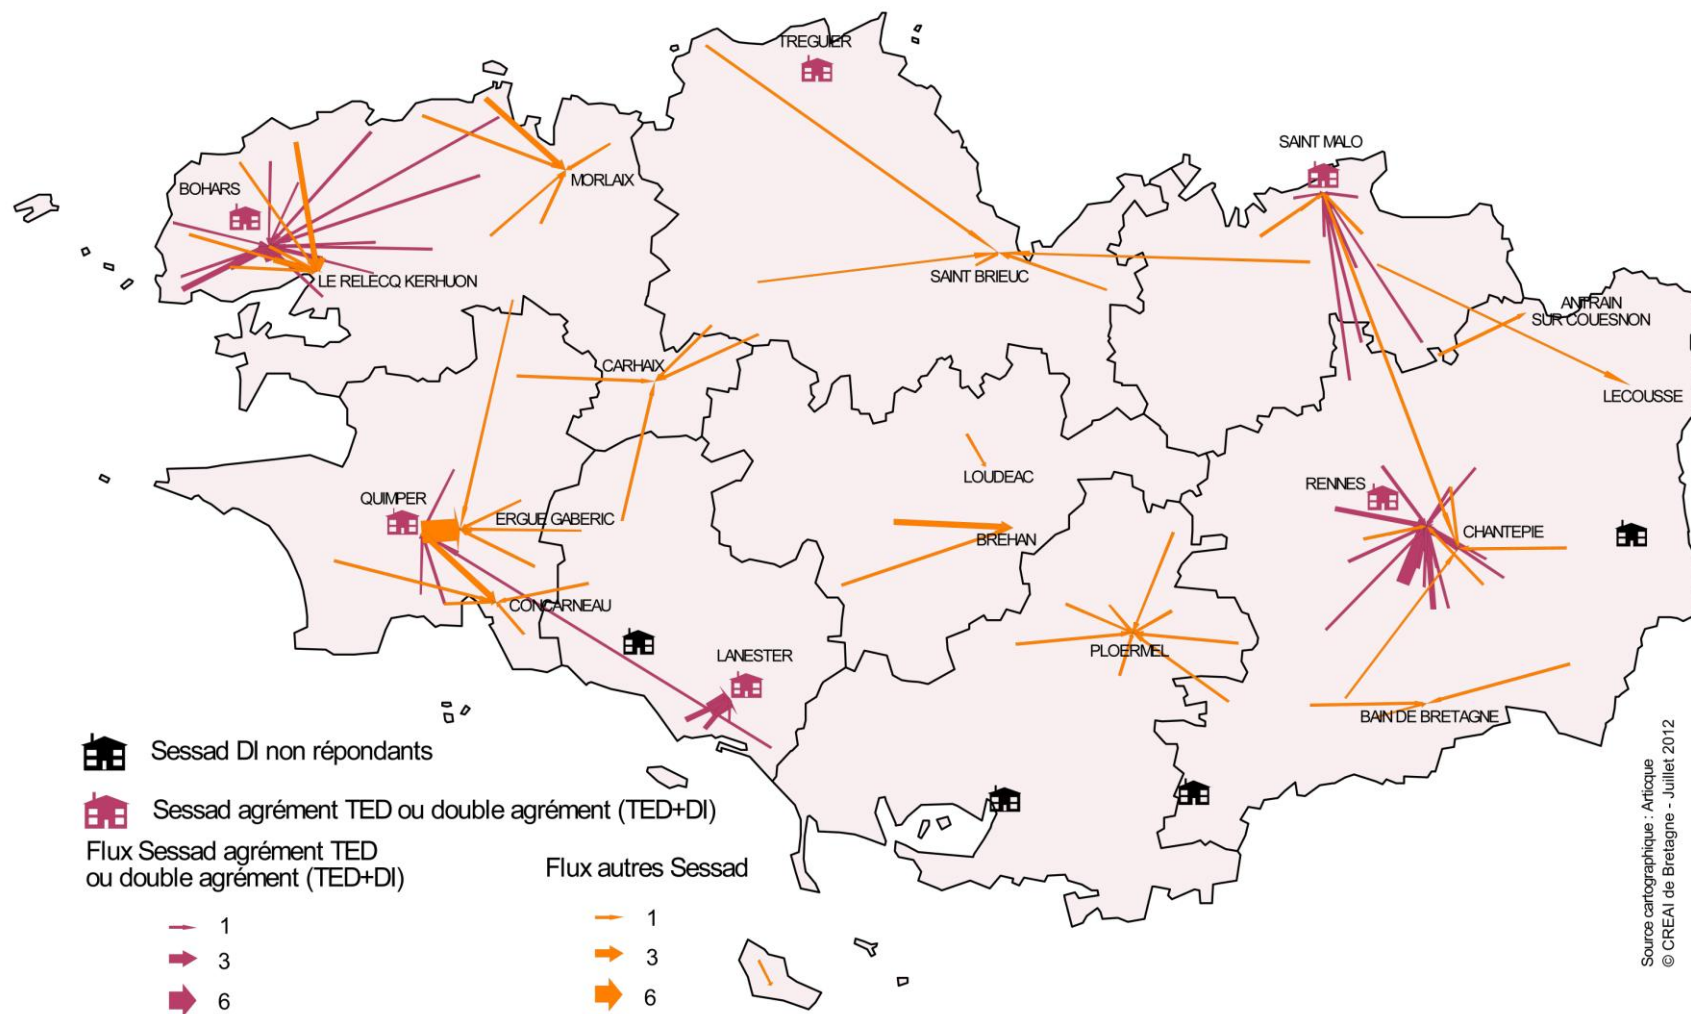 TREGUIER
SAINT MALO
BOHARS
MORLAIX
LE RELECQ KERHUON
SAINT BRIEUC
ANTRAIN
SUR COUESNON
CARHAIX
LECOUSSE
LOUDEAC
QUIMPER
ERGUE GABERIC
BREHAN
RENNES
CHANTEPIE
CONCARNEAU
PLOERMEL
LANESTER
BAIN DE BRETAGNE
Sessad DI non répondants
Sessad agrément TED ou double agrément (TED+DI)
Flux Sessad agrément TED
ou double agrément (TED+DI)
1
3
6
Flux autres Sessad
1
3
6
Source cartographique : Articque
© CREAI de Bretagne - Juillet 2012